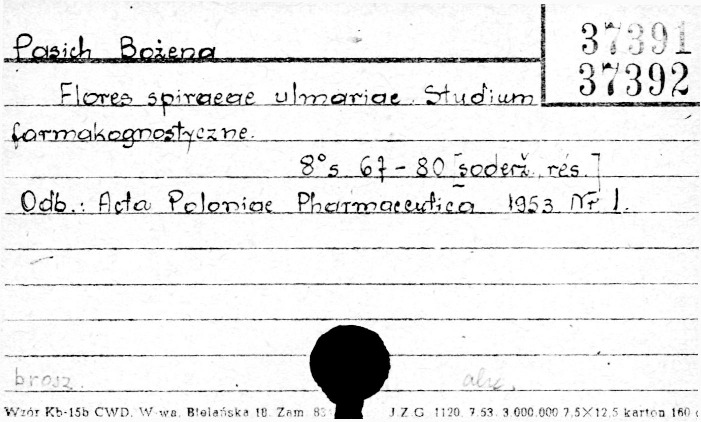 37391
Pasich Bożena
37392
Flores spiraeae ulmariae. Studium
farmakognostyczne.
8° s. 67-80 [soderž. rés.]
Odb.: Acta Poloniae Pharmaceutica 1953 Nr 1.
brosz.
Wzór Kb-15b CWD. W-wa, Bielańska 18. Zam. J.Z.G. 1120. 7.53. 3.000.000 7,5×12,5 karton 160 g